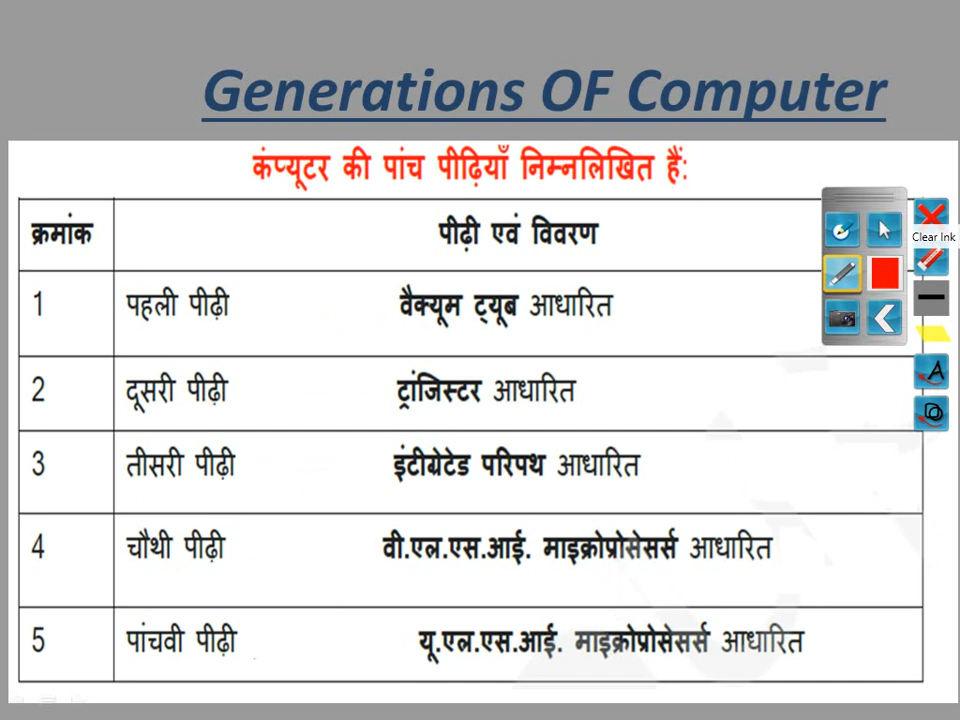 Generations OF Computer
कंप्यूटर की पांच पीढ़ियाँ निम्नलिखित हैं:
क्रमांक पीढ़ी एवं विवरण
Clear Ink
1 पहली पीढ़ी वैक्यूम ट्यूब आधारित
2 दूसरी पीढ़ी ट्रांजिस्टर आधारित
3 तीसरी पीढ़ी इंटीग्रेटेड परिपथ आधारित
4 चौथी पीढ़ी वी.एल.एस.आई. माइक्रोप्रोसेसर्स आधारित
5 पांचवी पीढ़ी यू.एल.एस.आई. माइक्रोप्रोसेसर्स आधारित